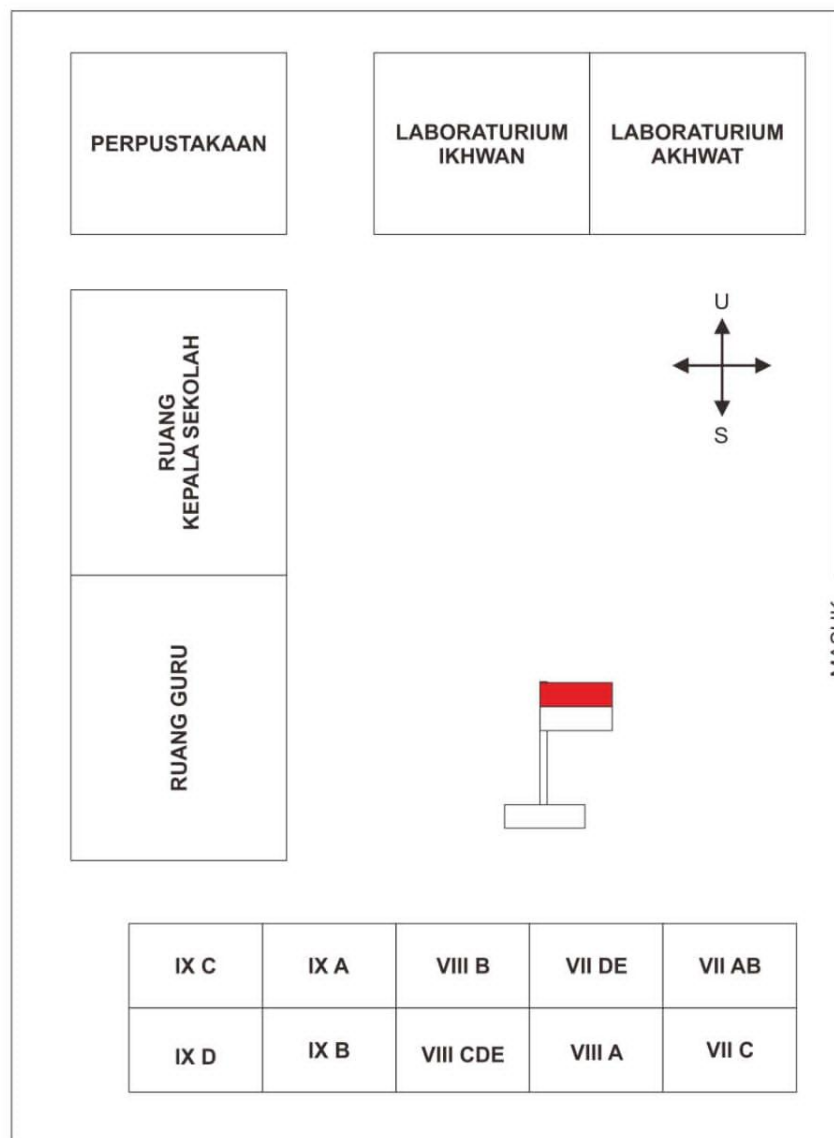 PERPUSTAKAAN
LABORATURIUM
IKHWAN
LABORATURIUM
AKHWAT
U
S
RUANG
KEPALA SEKOLAH
RUANG GURU
IX C
IX A
VIII B
VII DE
VII AB
IX D
IX B
VIII CDE
VIII A
VII C